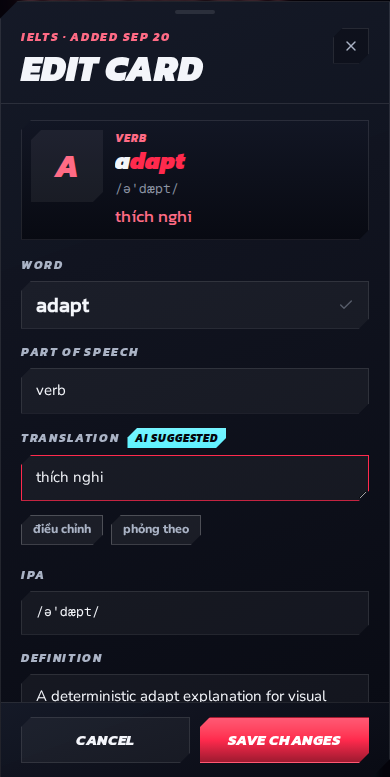 IELTS · ADDED SEP 20
EDIT CARD
A
VERB
adapt
/əˈdæpt/
thích nghi
WORD
adapt
PART OF SPEECH
verb
TRANSLATION AI SUGGESTED
thích nghi
điều chỉnh phỏng theo
IPA
/əˈdæpt/
DEFINITION
A deterministic adapt explanation for visual
CANCEL SAVE CHANGES